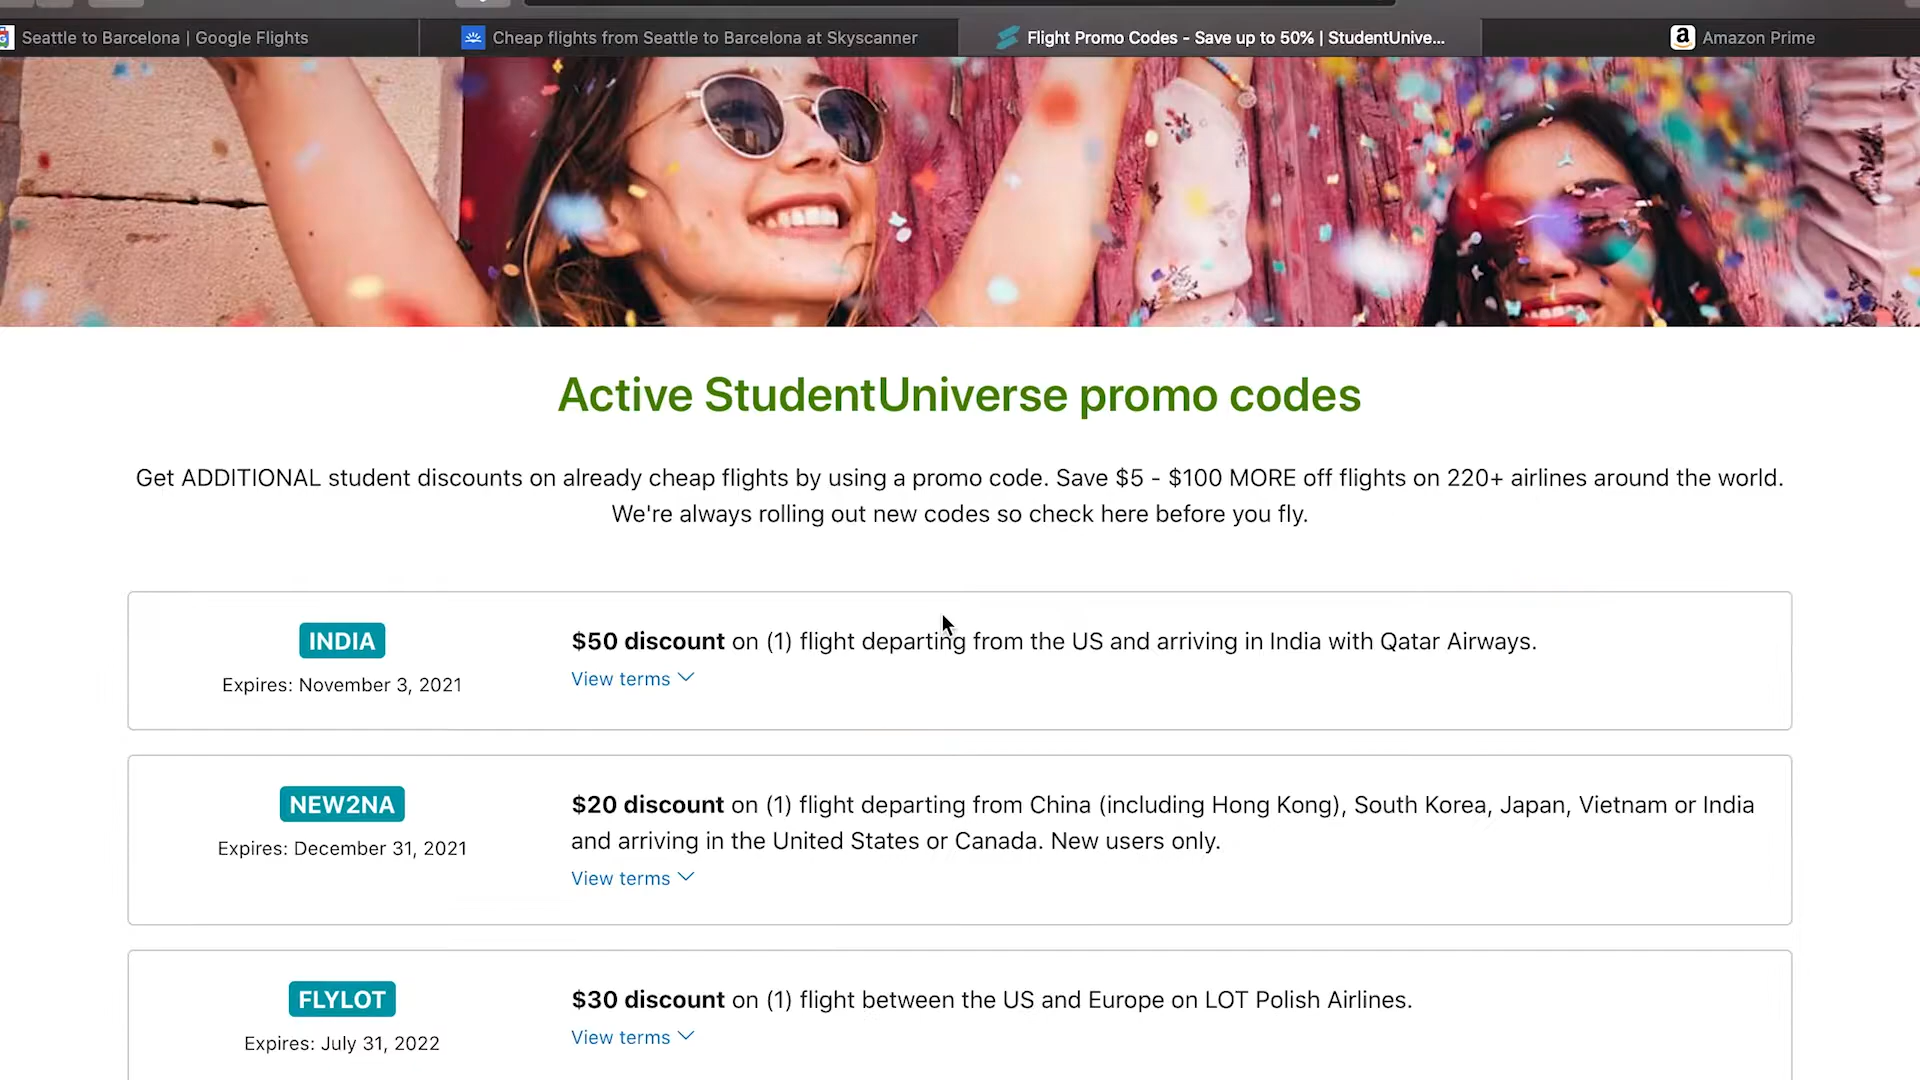 Seattle to Barcelona | Google Flights
Cheap flights from Seattle to Barcelona at Skyscanner
Flight Promo Codes - Save up to 50% | StudentUnive...
Amazon Prime
Active StudentUniverse promo codes
Get ADDITIONAL student discounts on already cheap flights by using a promo code. Save $5 - $100 MORE off flights on 220+ airlines around the world.
We're always rolling out new codes so check here before you fly.
INDIA
Expires: November 3, 2021
$50 discount on (1) flight departing from the US and arriving in India with Qatar Airways.
View terms
NEW2NA
Expires: December 31, 2021
$20 discount on (1) flight departing from China (including Hong Kong), South Korea, Japan, Vietnam or India
and arriving in the United States or Canada. New users only.
View terms
FLYLOT
Expires: July 31, 2022
$30 discount on (1) flight between the US and Europe on LOT Polish Airlines.
View terms